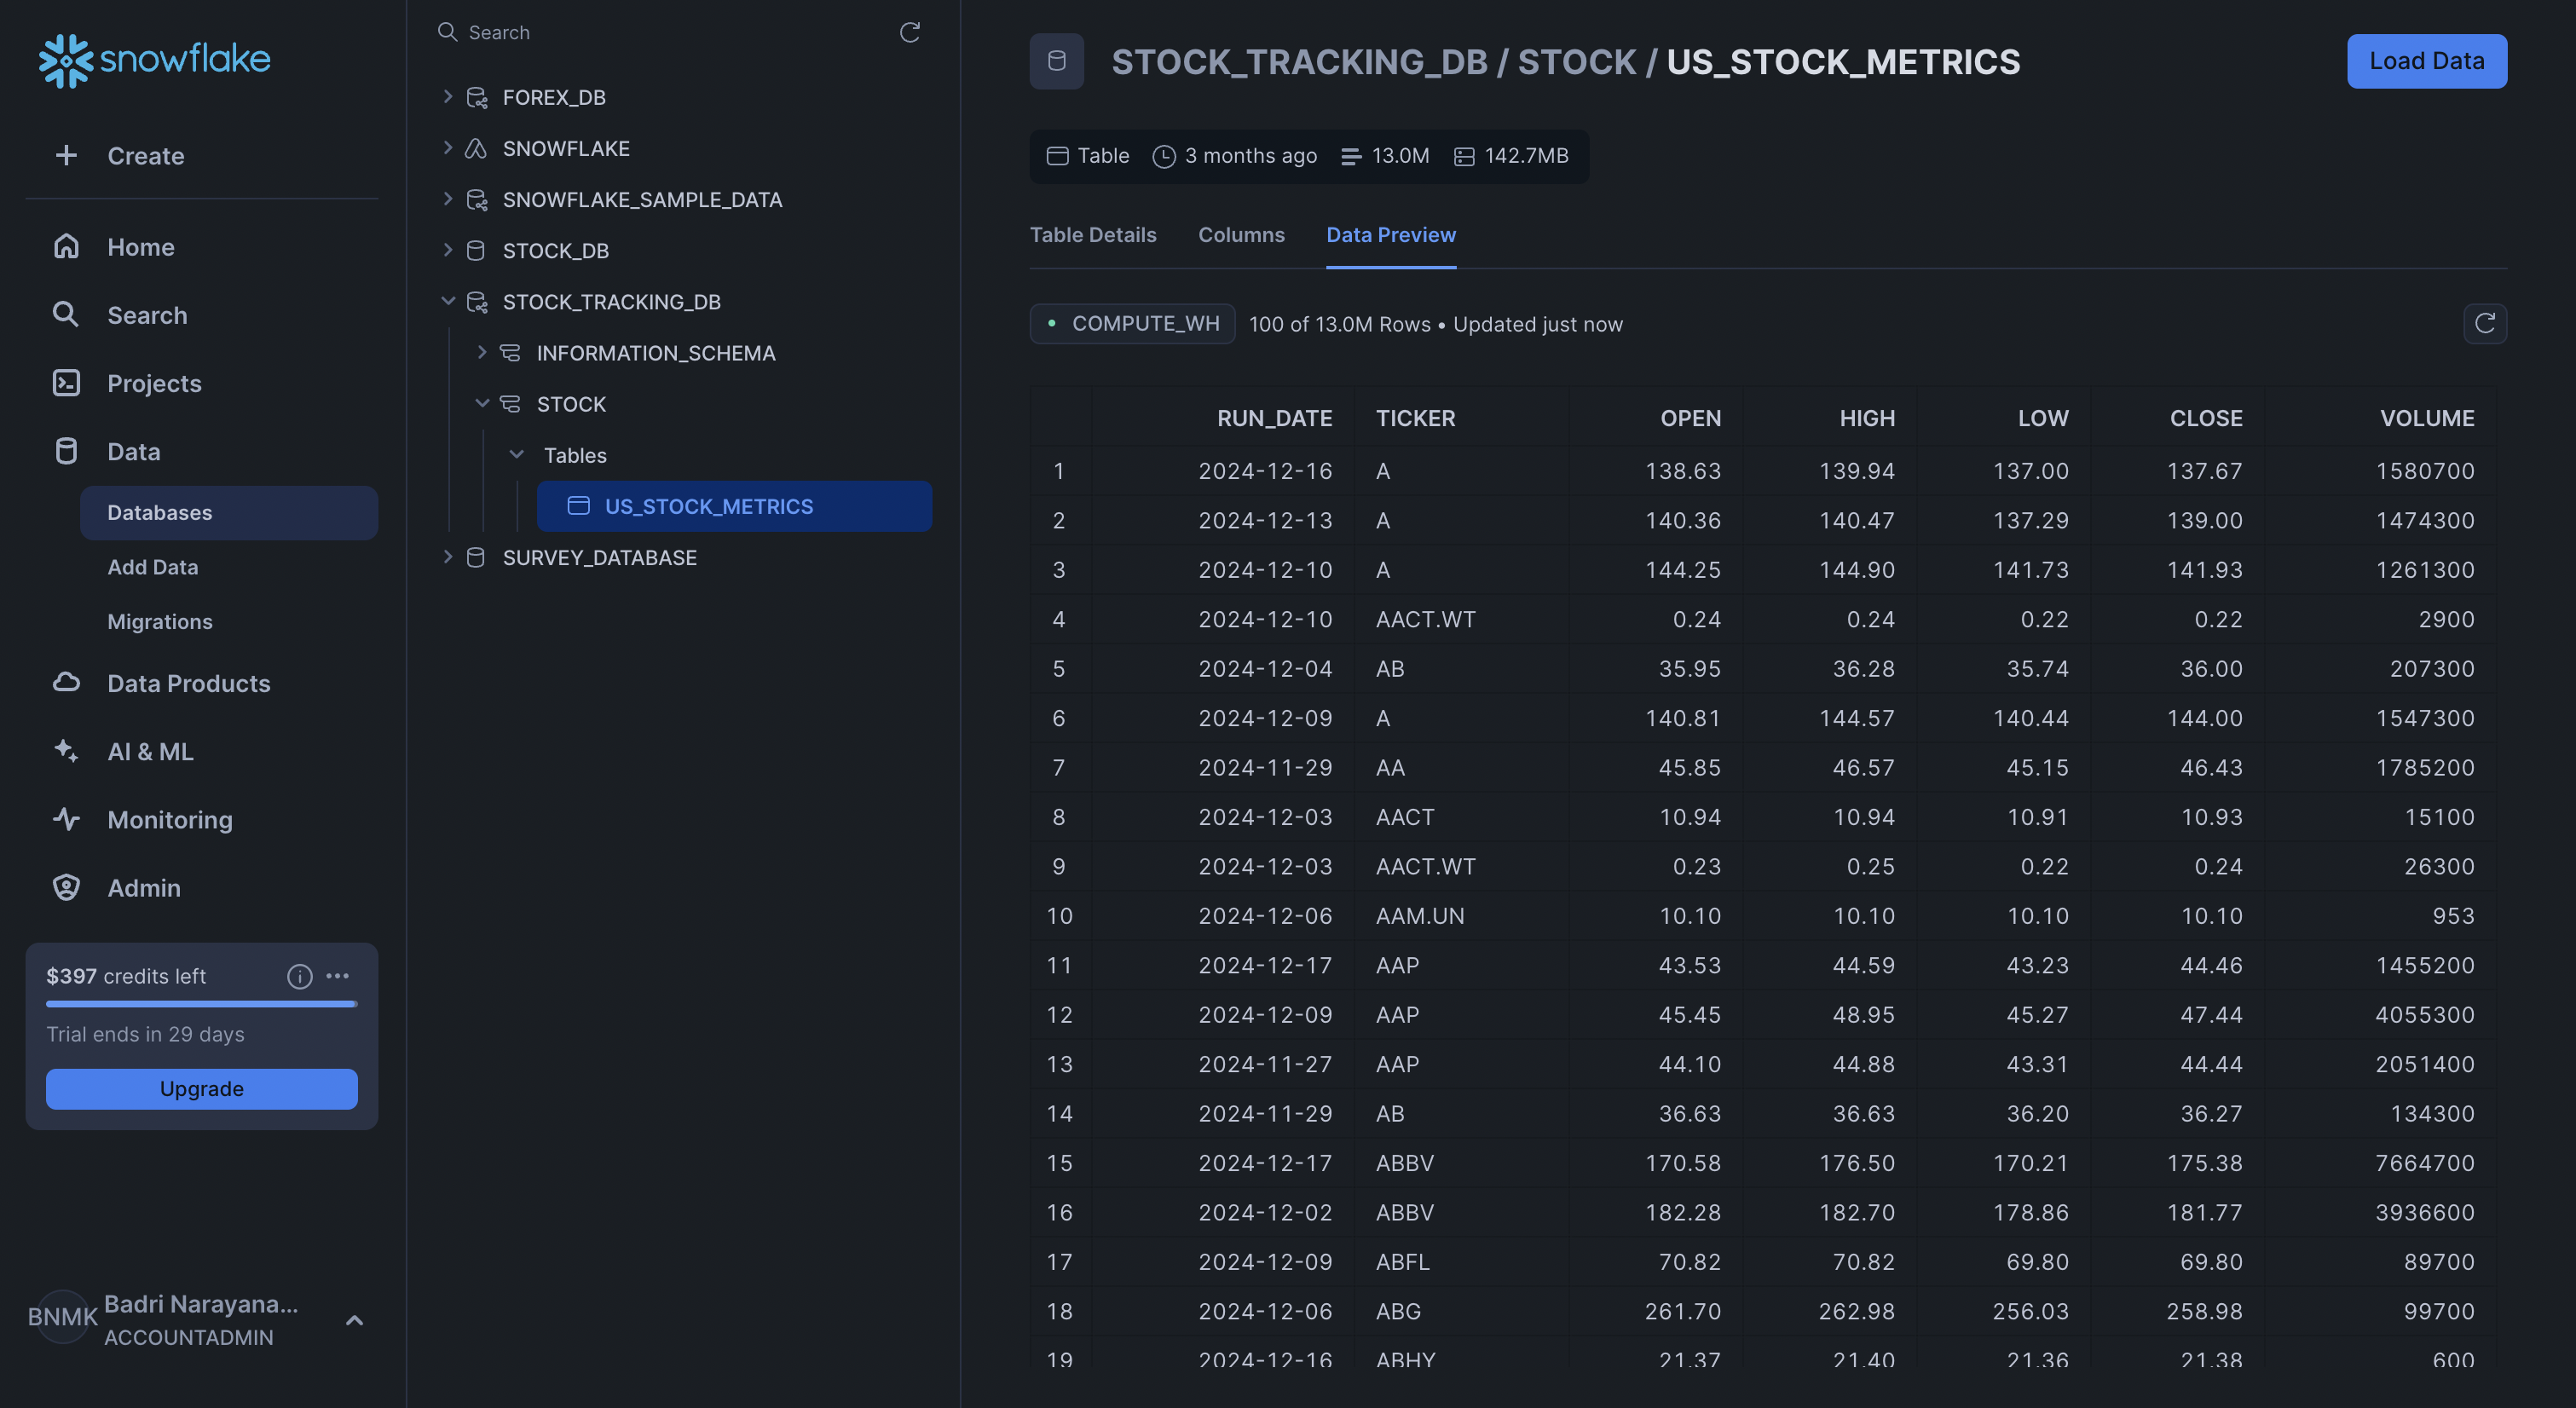 snowflake
Create
Home
Search
Projects
Data
Databases
Add Data
Migrations
Data Products
AI & ML
Monitoring
Admin
$397 credits left
Trial ends in 29 days
Upgrade
BNMK
Badri Narayana...
ACCOUNTADMIN
Search
FOREX_DB
SNOWFLAKE
SNOWFLAKE_SAMPLE_DATA
STOCK_DB
STOCK_TRACKING_DB
INFORMATION_SCHEMA
STOCK
Tables
US_STOCK_METRICS
SURVEY_DATABASE
STOCK_TRACKING_DB / STOCK / US_STOCK_METRICS
Load Data
Table 3 months ago 13.0M 142.7MB
Table Details Columns Data Preview
COMPUTE_WH 100 of 13.0M Rows • Updated just now
RUN_DATE TICKER OPEN HIGH LOW CLOSE VOLUME
1 2024-12-16 A 138.63 139.94 137.00 137.67 1580700
2 2024-12-13 A 140.36 140.47 137.29 139.00 1474300
3 2024-12-10 A 144.25 144.90 141.73 141.93 1261300
4 2024-12-10 AACT.WT 0.24 0.24 0.22 0.22 2900
5 2024-12-04 AB 35.95 36.28 35.74 36.00 207300
6 2024-12-09 A 140.81 144.57 140.44 144.00 1547300
7 2024-11-29 AA 45.85 46.57 45.15 46.43 1785200
8 2024-12-03 AACT 10.94 10.94 10.91 10.93 15100
9 2024-12-03 AACT.WT 0.23 0.25 0.22 0.24 26300
10 2024-12-06 AAM.UN 10.10 10.10 10.10 10.10 953
11 2024-12-17 AAP 43.53 44.59 43.23 44.46 1455200
12 2024-12-09 AAP 45.45 48.95 45.27 47.44 4055300
13 2024-11-27 AAP 44.10 44.88 43.31 44.44 2051400
14 2024-11-29 AB 36.63 36.63 36.20 36.27 134300
15 2024-12-17 ABBV 170.58 176.50 170.21 175.38 7664700
16 2024-12-02 ABBV 182.28 182.70 178.86 181.77 3936600
17 2024-12-09 ABFL 70.82 70.82 69.80 69.80 89700
18 2024-12-06 ABG 261.70 262.98 256.03 258.98 99700
19 2024-12-16 ABHY 21.37 21.40 21.36 21.38 600